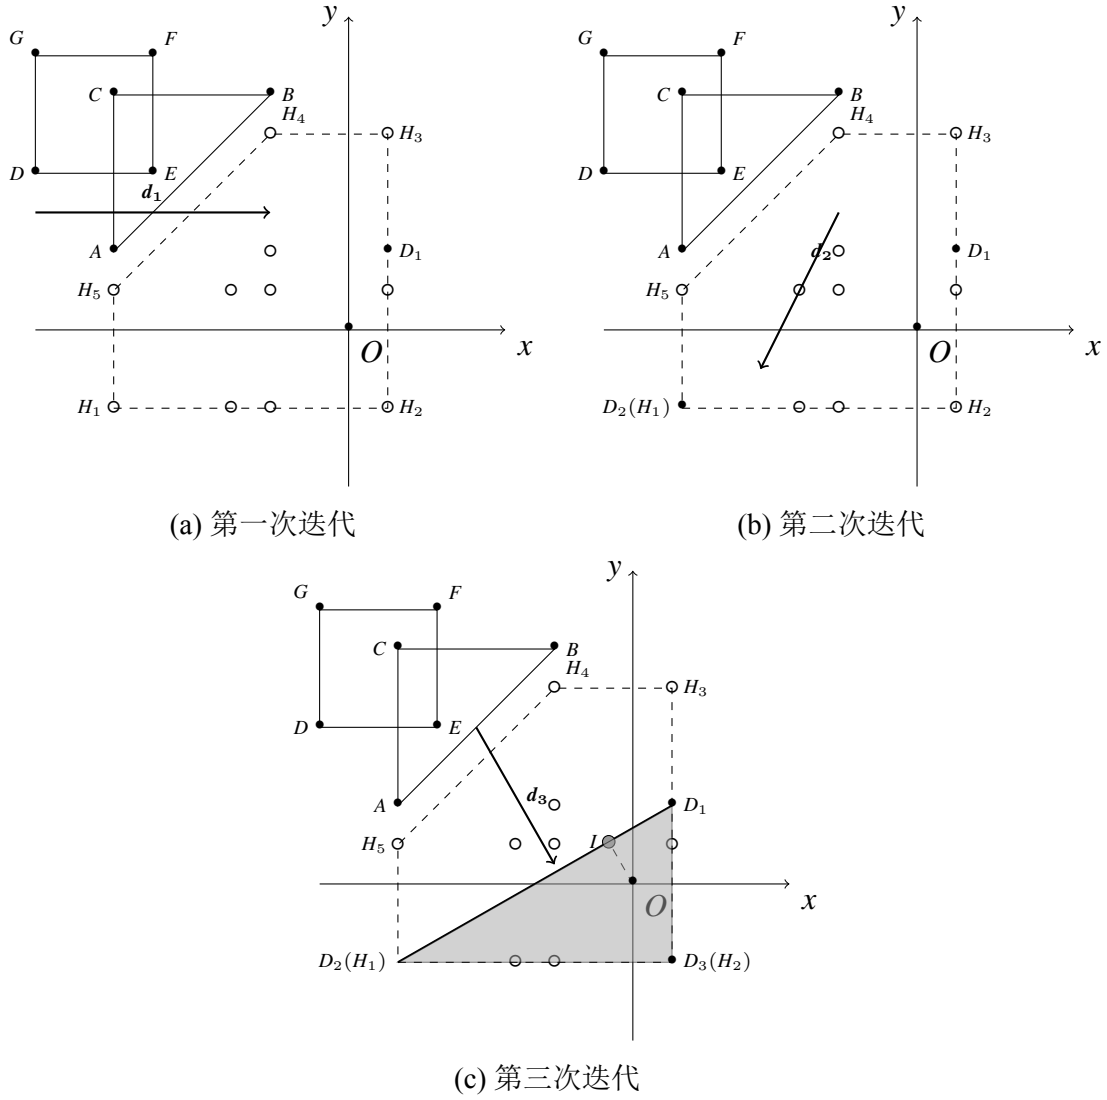 y
G F
C B
H₄
H₃
D E
d₁
A D₁
H₅
O x
H₁ H₂
(a) 第一次迭代
y
G F
C B
H₄
H₃
D E
d₂
A D₁
H₅
O x
D₂(H₁) H₂
(b) 第二次迭代
y
G F
C B
H₄
H₃
D E
d₃
A D₁
H₅ I
O x
D₂(H₁) D₃(H₂)
(c) 第三次迭代